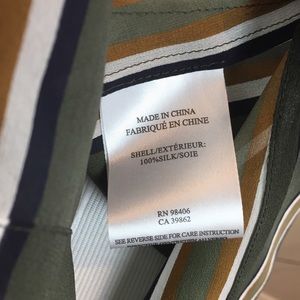 MADE IN CHINA
FABRIQUÉ EN CHINE
SHELL/EXTÉRIEUR:
100%SILK/SOIE
RN 98406
CA 39862
SEE REVERSE SIDE FOR CARE INSTRUCTION